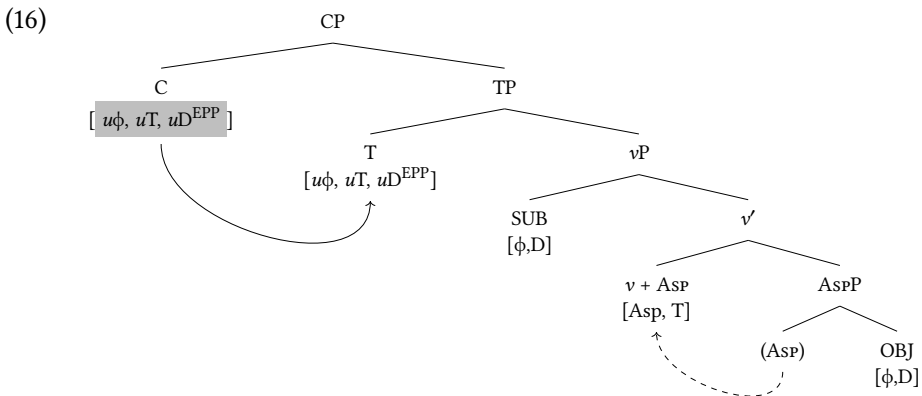 (16)
CP
C TP
[ uϕ, uT, uD^EPP ]
T vP
[uϕ, uT, uD^EPP]
SUB v′
[ϕ,D]
v + Asp AspP
[Asp, T]
(Asp) OBJ
[ϕ,D]